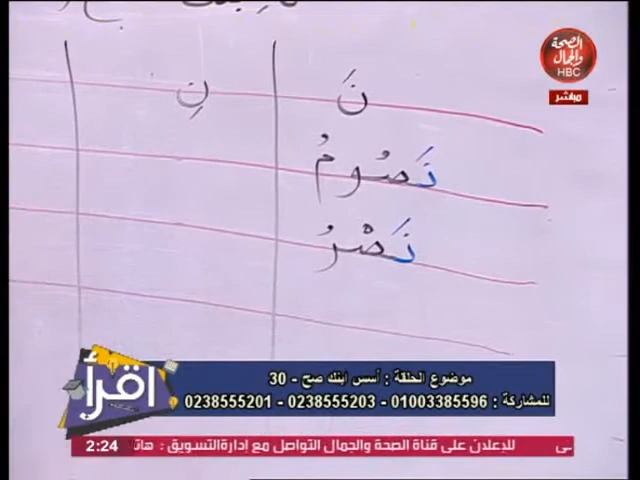 الصحة
والجمال
HBC
مباشر
نَ نِ
نَصُومُ
نَصْرُ
اقرأ
موضوع الحلقة : أسس ابنك صح - 30
للمشاركة : 01003385596 - 0238555203 - 0238555201
2:24 للإعلان على قناة الصحة والجمال التواصل مع إدارة التسويق : هاتف